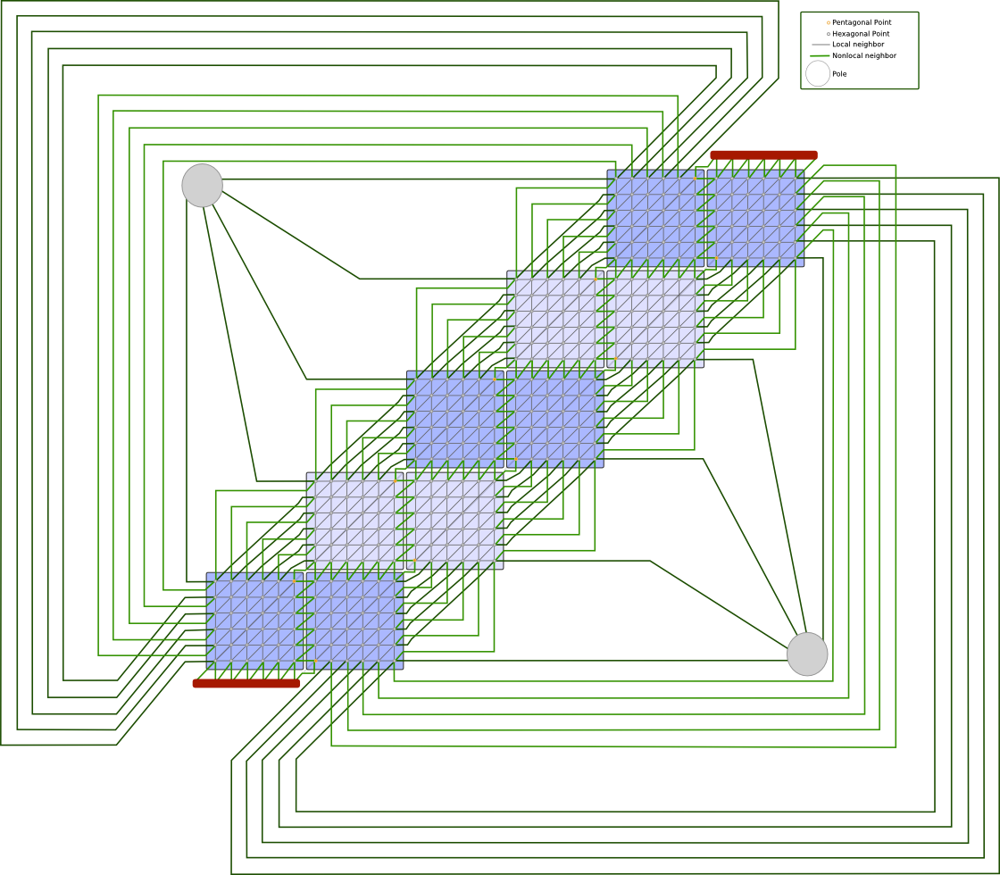 Pentagonal Point
Hexagonal Point
Local neighbor
Nonlocal neighbor
Pole